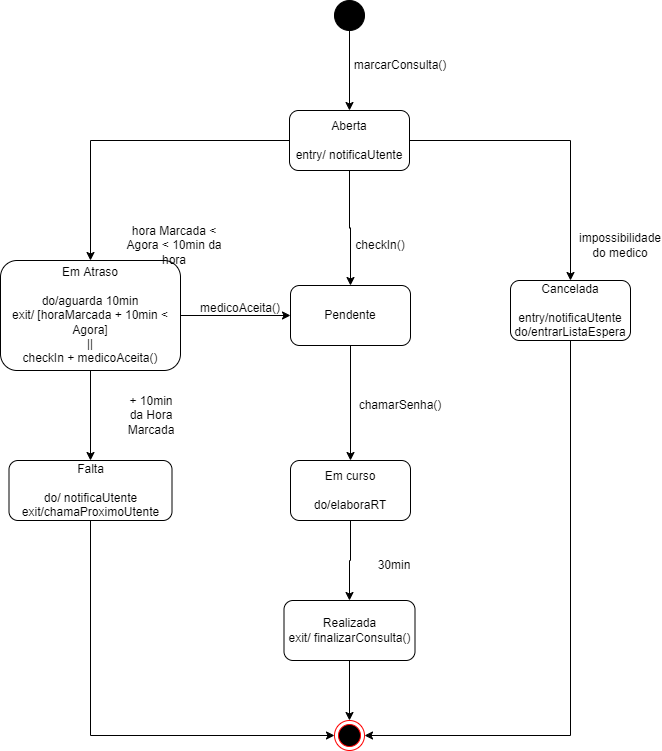 marcarConsulta()
Aberta
entry/ notificaUtente
hora Marcada <
Agora < 10min da
hora
checkIn()
impossibilidade
do medico
Em Atraso
do/aguarda 10min
exit/ [horaMarcada + 10min <
Agora]
||
checkIn + medicoAceita()
medicoAceita()
Pendente
Cancelada
entry/notificaUtente
do/entrarListaEspera
+ 10min
da Hora
Marcada
chamarSenha()
Falta
do/ notificaUtente
exit/chamaProximoUtente
Em curso
do/elaboraRT
30min
Realizada
exit/ finalizarConsulta()